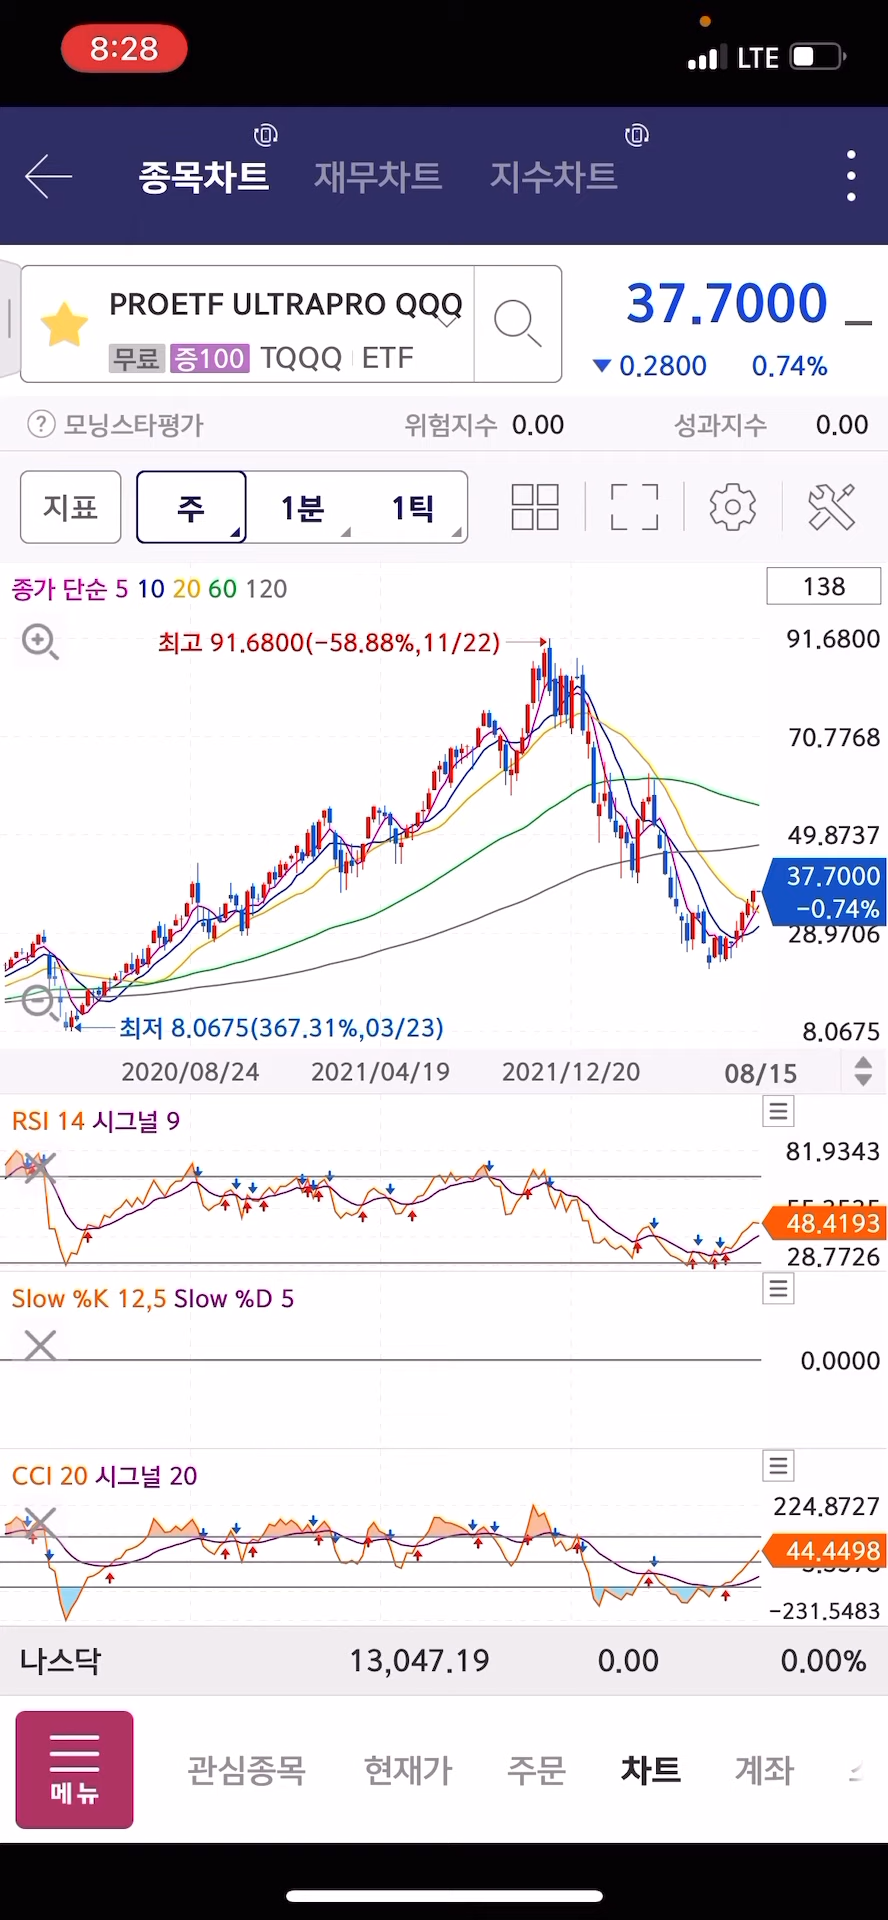 8:28
LTE
종목차트 재무차트 지수차트
PROETF ULTRAPRO QQQ
무료 증100 TQQQ ETF
37.7000
▼ 0.2800 0.74%
? 모닝스타평가 위험지수 0.00 성과지수 0.00
지표 주 1분 1틱
종가 단순 5 10 20 60 120
138
최고 91.6800(-58.88%,11/22)
91.6800
70.7768
49.8737
37.7000
-0.74%
28.9706
최저 8.0675(367.31%,03/23)
8.0675
2020/08/24 2021/04/19 2021/12/20 08/15
RSI 14 시그널 9
81.9343
48.4193
28.7726
Slow %K 12,5 Slow %D 5
0.0000
CCI 20 시그널 20
224.8727
44.4498
-231.5483
나스닥 13,047.19 0.00 0.00%
메뉴 관심종목 현재가 주문 차트 계좌